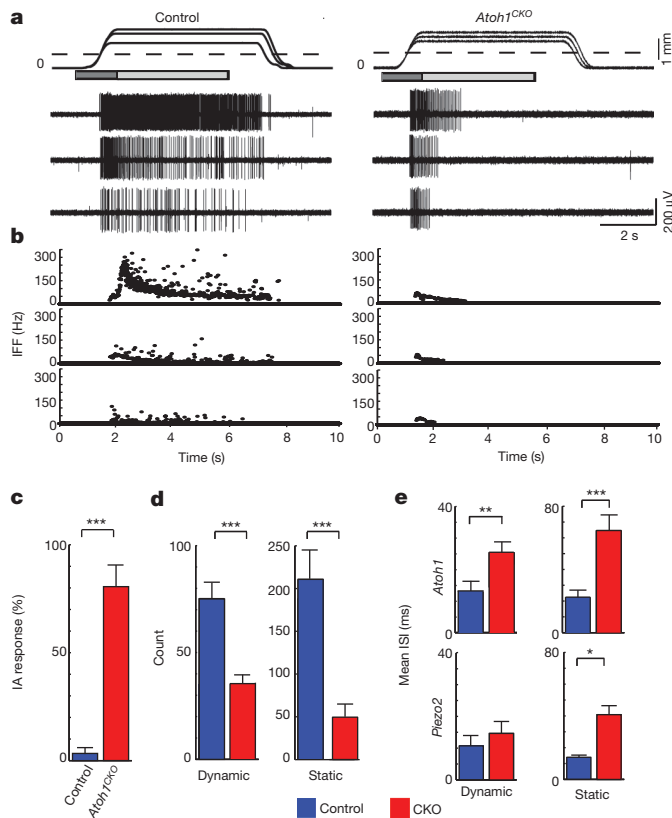 a
Control
Atoh1CKO
0
0
1 mm
200 μV
2 s
b
300
150
0
300
150
0
300
150
0
IFF (Hz)
0 2 4 6 8 10
Time (s)
300
150
0
300
150
0
300
150
0
0 2 4 6 8 10
Time (s)
c
IA response (%)
100
50
0
***
Control
Atoh1CKO
d
Count
100
50
0
***
Dynamic
250
200
150
100
50
0
***
Static
e
Mean ISI (ms)
Atoh1
40
20
0
**
80
40
0
***
Piezo2
40
20
0
Dynamic
80
40
0
*
Static
Control
CKO